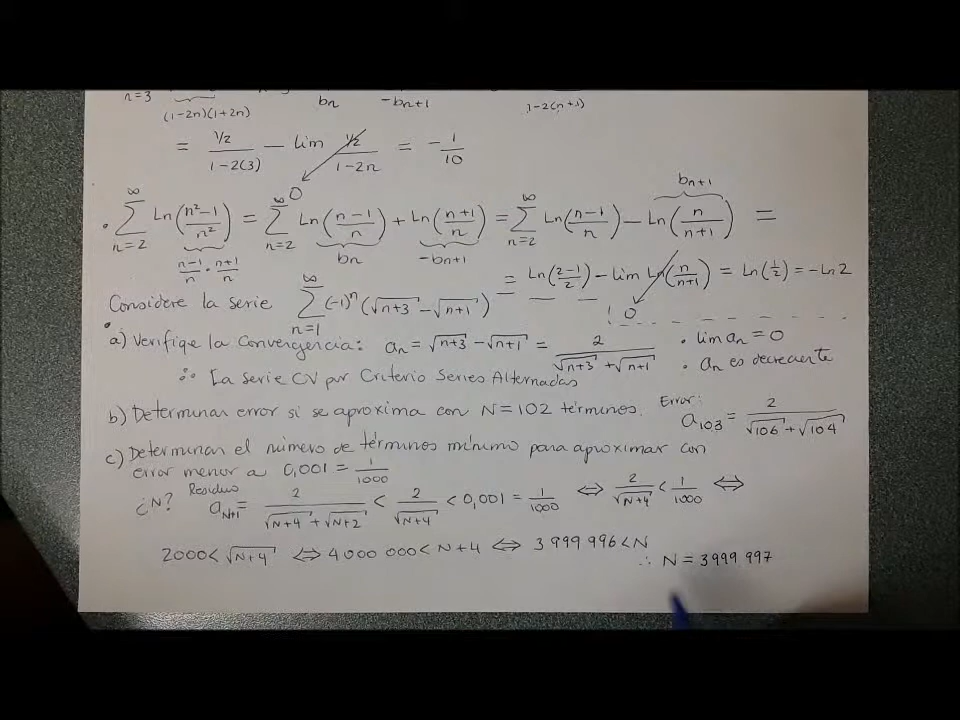 n=3 (1-2n)(1+2n) bn -bn+1 1-2(n+1)
= ½/(1-2(3)) - lim ½/(1-2n) = -1/10
0
bn+1
• ∑_{n=2}^{∞} Ln((n²-1)/n²) = ∑_{n=2}^{∞} Ln((n-1)/n) + Ln((n+1)/n) = ∑_{n=2}^{∞} Ln((n-1)/n) - Ln(n/(n+1)) =
(n-1)/n · (n+1)/n bn -bn+1
= Ln((2-1)/2) - lim Ln(n/(n+1)) = Ln(½) = -Ln 2
0
Considere la serie ∑_{n=1}^{∞} (-1)^n (√(n+3) - √(n+1))
a) Verifiqe la Convergencia: an = √(n+3) - √(n+1) = 2/(√(n+3) + √(n+1)) • lim an = 0
∴ La serie CV por Criterio Series Alternadas • an es decreciente
b) Determinar error si se aproxima con N=102 términos. Error: a103 = 2/(√106 + √104)
c) Determinar el número de términos mínimo para aproximar con
error menor a 0,001 = 1/1000
¿N? Residuo aN+1 = 2/(√(N+4) + √(N+2)) < 2/√(N+4) < 0,001 = 1/1000 ⇔ 2/√(N+4) < 1/1000 ⇔
2000 < √(N+4) ⇔ 4 000 000 < N+4 ⇔ 3 999 996 < N
∴ N = 3 999 997